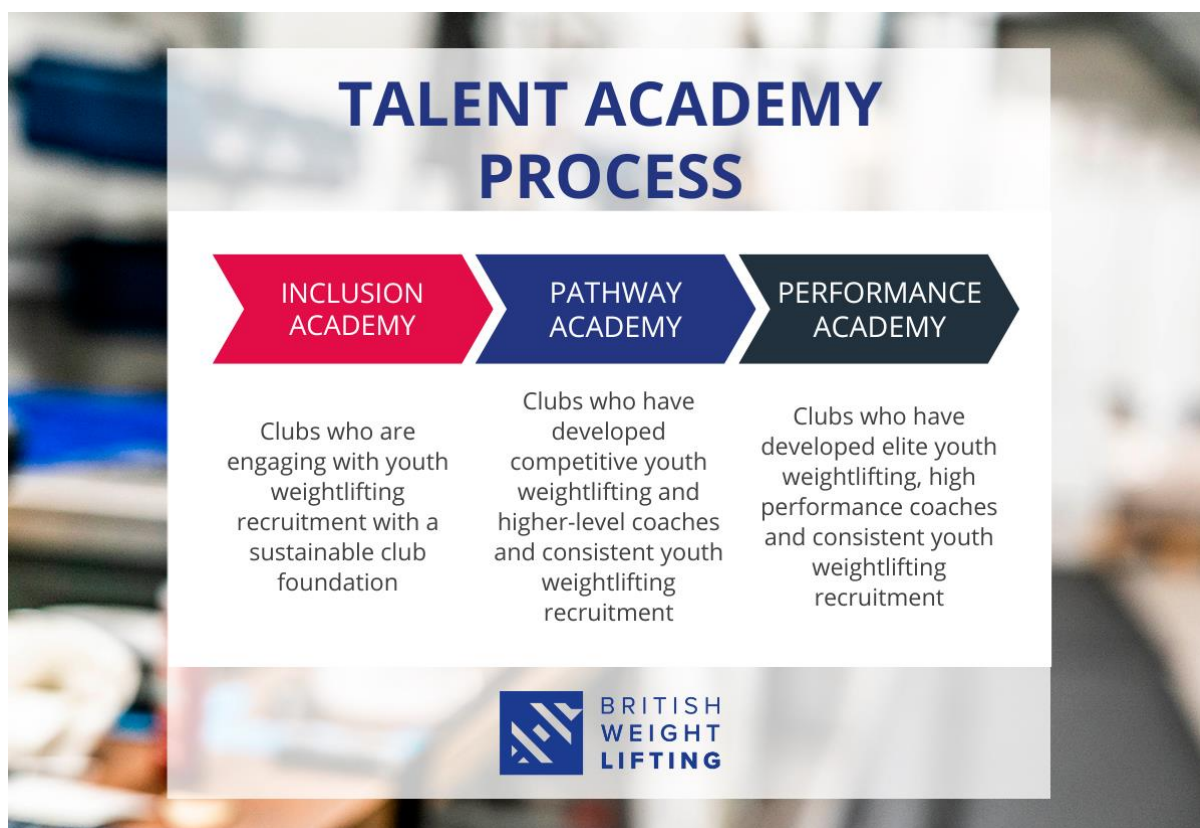 TALENT ACADEMY
PROCESS
INCLUSION
ACADEMY
Clubs who are
engaging with youth
weightlifting
recruitment with a
sustainable club
foundation
PATHWAY
ACADEMY
Clubs who have
developed
competitive youth
weightlifting and
higher-level coaches
and consistent youth
weightlifting
recruitment
PERFORMANCE
ACADEMY
Clubs who have
developed elite youth
weightlifting, high
performance coaches
and consistent youth
weightlifting
recruitment
BRITISH
WEIGHT
LIFTING